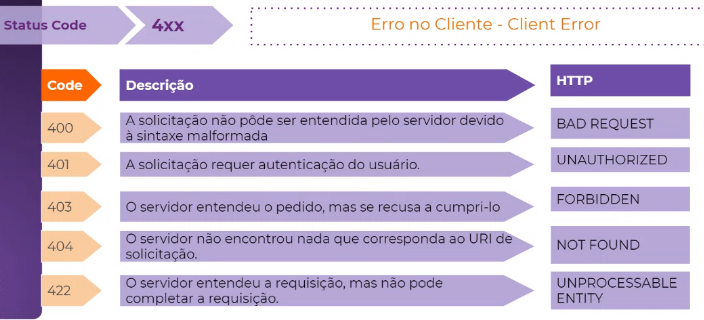 Status Code
4xx
Erro no Cliente - Client Error
Code
Descrição
HTTP
400
A solicitação não pôde ser entendida pelo servidor devido
à sintaxe malformada
BAD REQUEST
401
A solicitação requer autenticação do usuário.
UNAUTHORIZED
403
O servidor entendeu o pedido, mas se recusa a cumpri-lo
FORBIDDEN
404
O servidor não encontrou nada que corresponda ao URI de
solicitação.
NOT FOUND
422
O servidor entendeu a requisição, mas não pode
completar a requisição.
UNPROCESSABLE
ENTITY